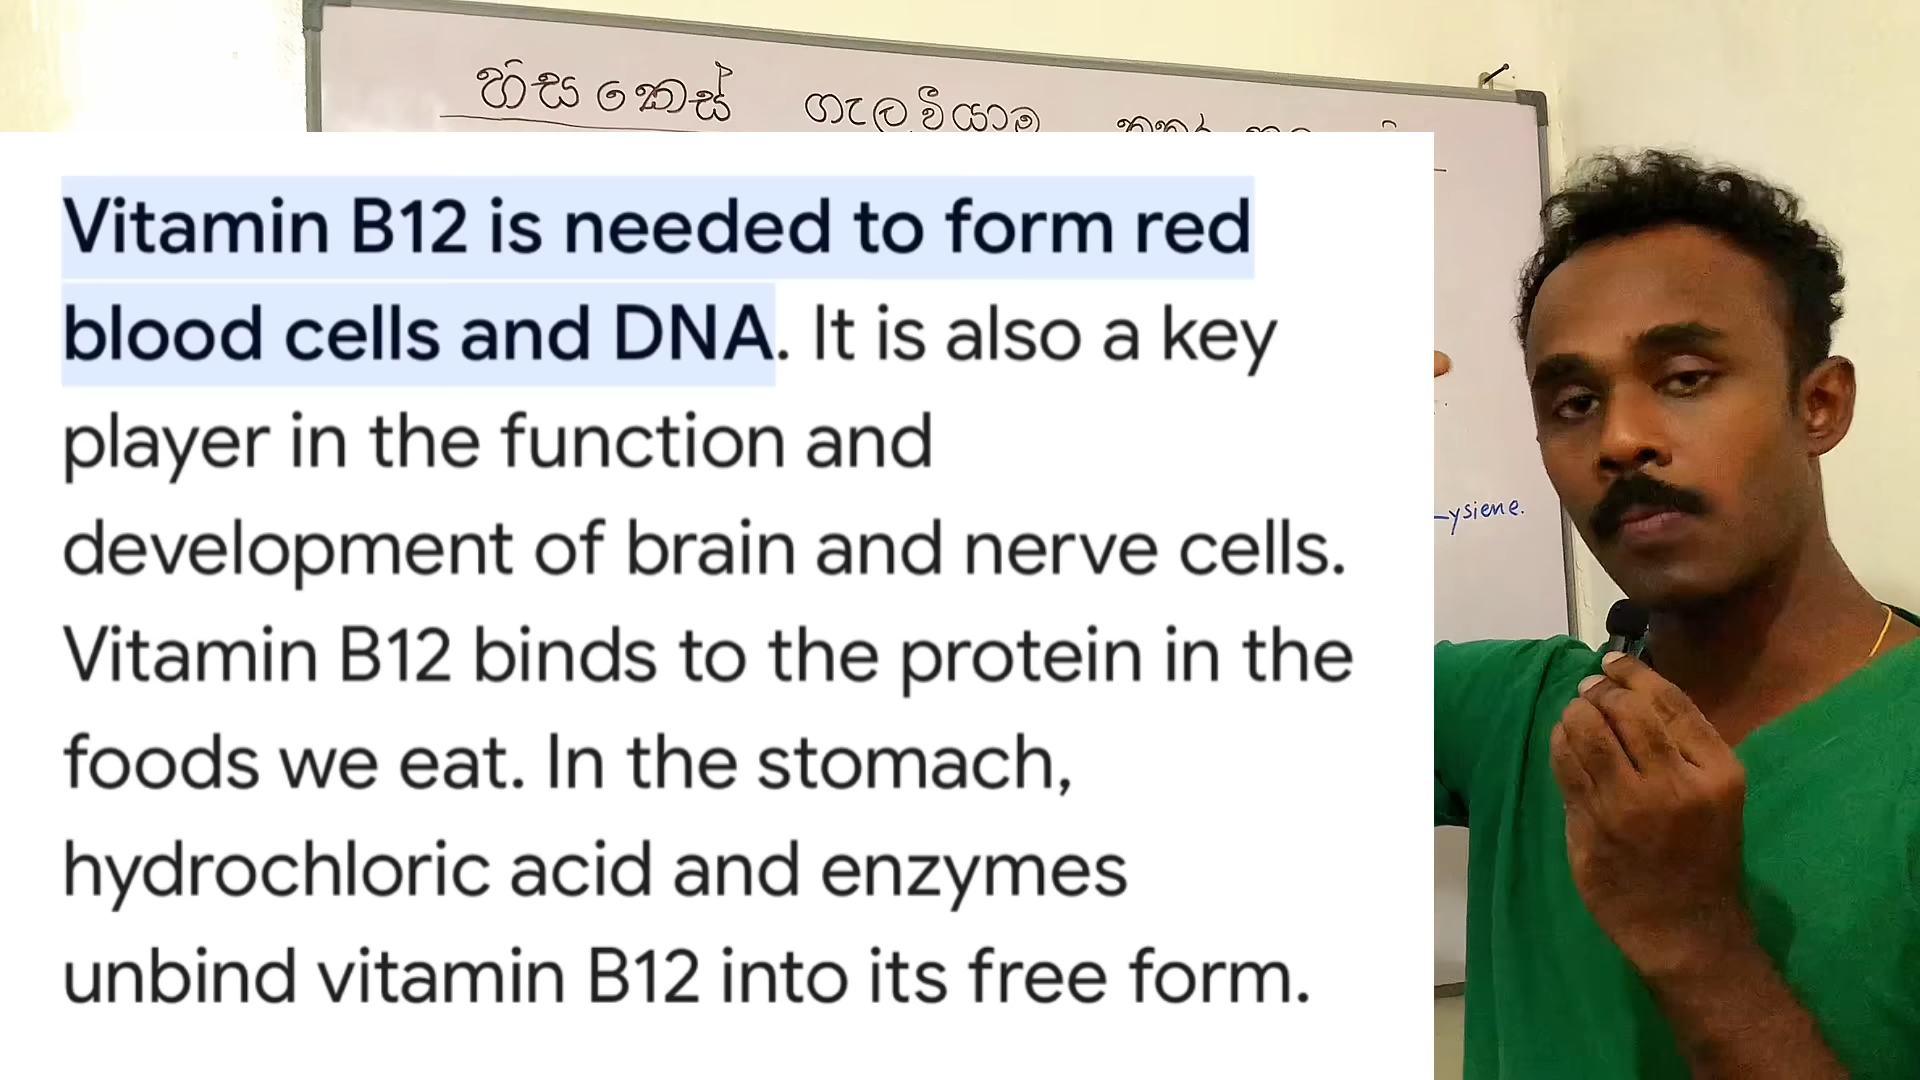 හිස කෙස් ගැලවීයාම
Vitamin B12 is needed to form red
blood cells and DNA. It is also a key
player in the function and
development of brain and nerve cells.
Vitamin B12 binds to the protein in the
foods we eat. In the stomach,
hydrochloric acid and enzymes
unbind vitamin B12 into its free form.